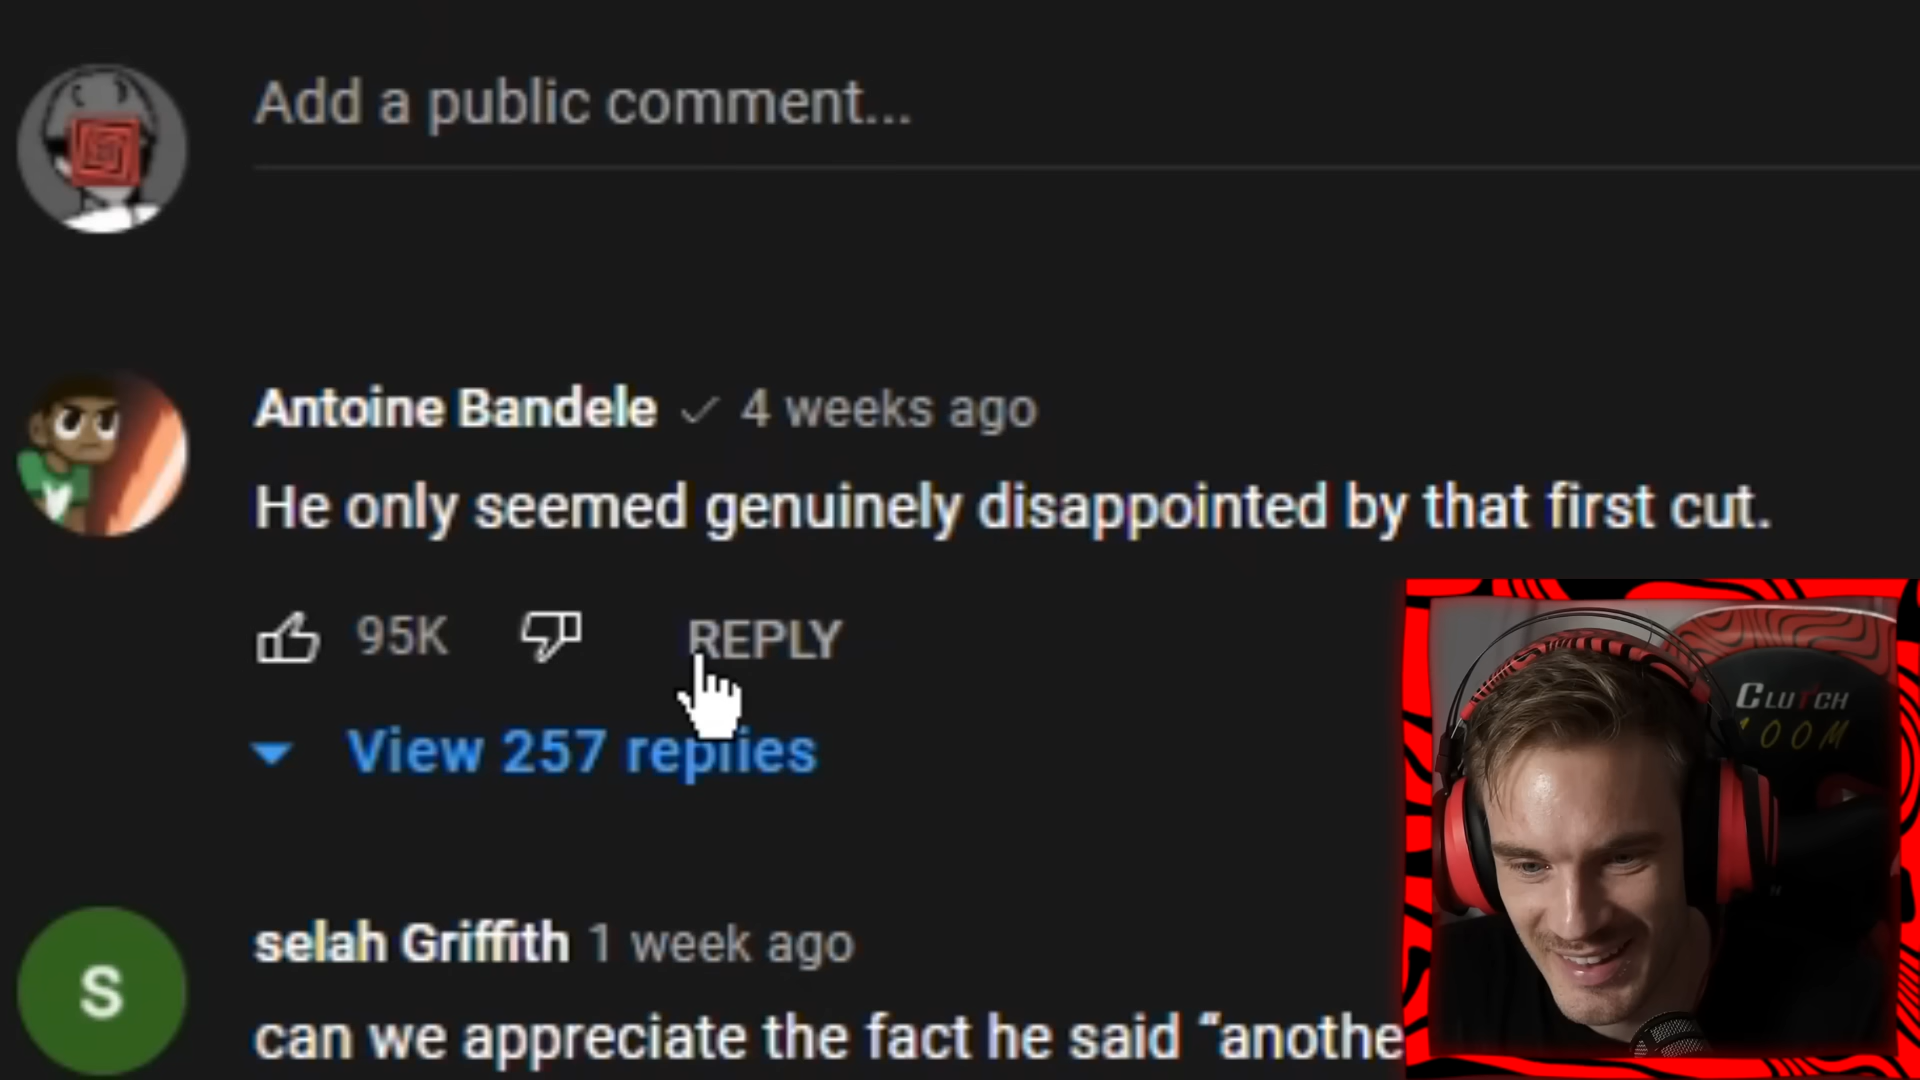 Add a public comment...
Antoine Bandele ✓ 4 weeks ago
He only seemed genuinely disappointed by that first cut.
95K REPLY
View 257 replies
S
selah Griffith 1 week ago
can we appreciate the fact he said “anothe
CLUTCH
100M